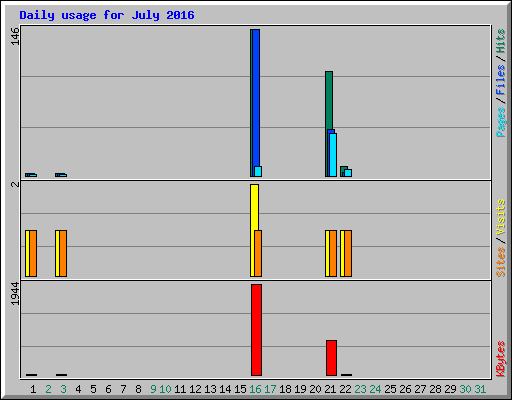 Daily usage for July 2016
146
Pages/Files/Hits
2
Sites/Visits
1944
KBytes
1 2 3 4 5 6 7 8 9 10 11 12 13 14 15 16 17 18 19 20 21 22 23 24 25 26 27 28 29 30 31